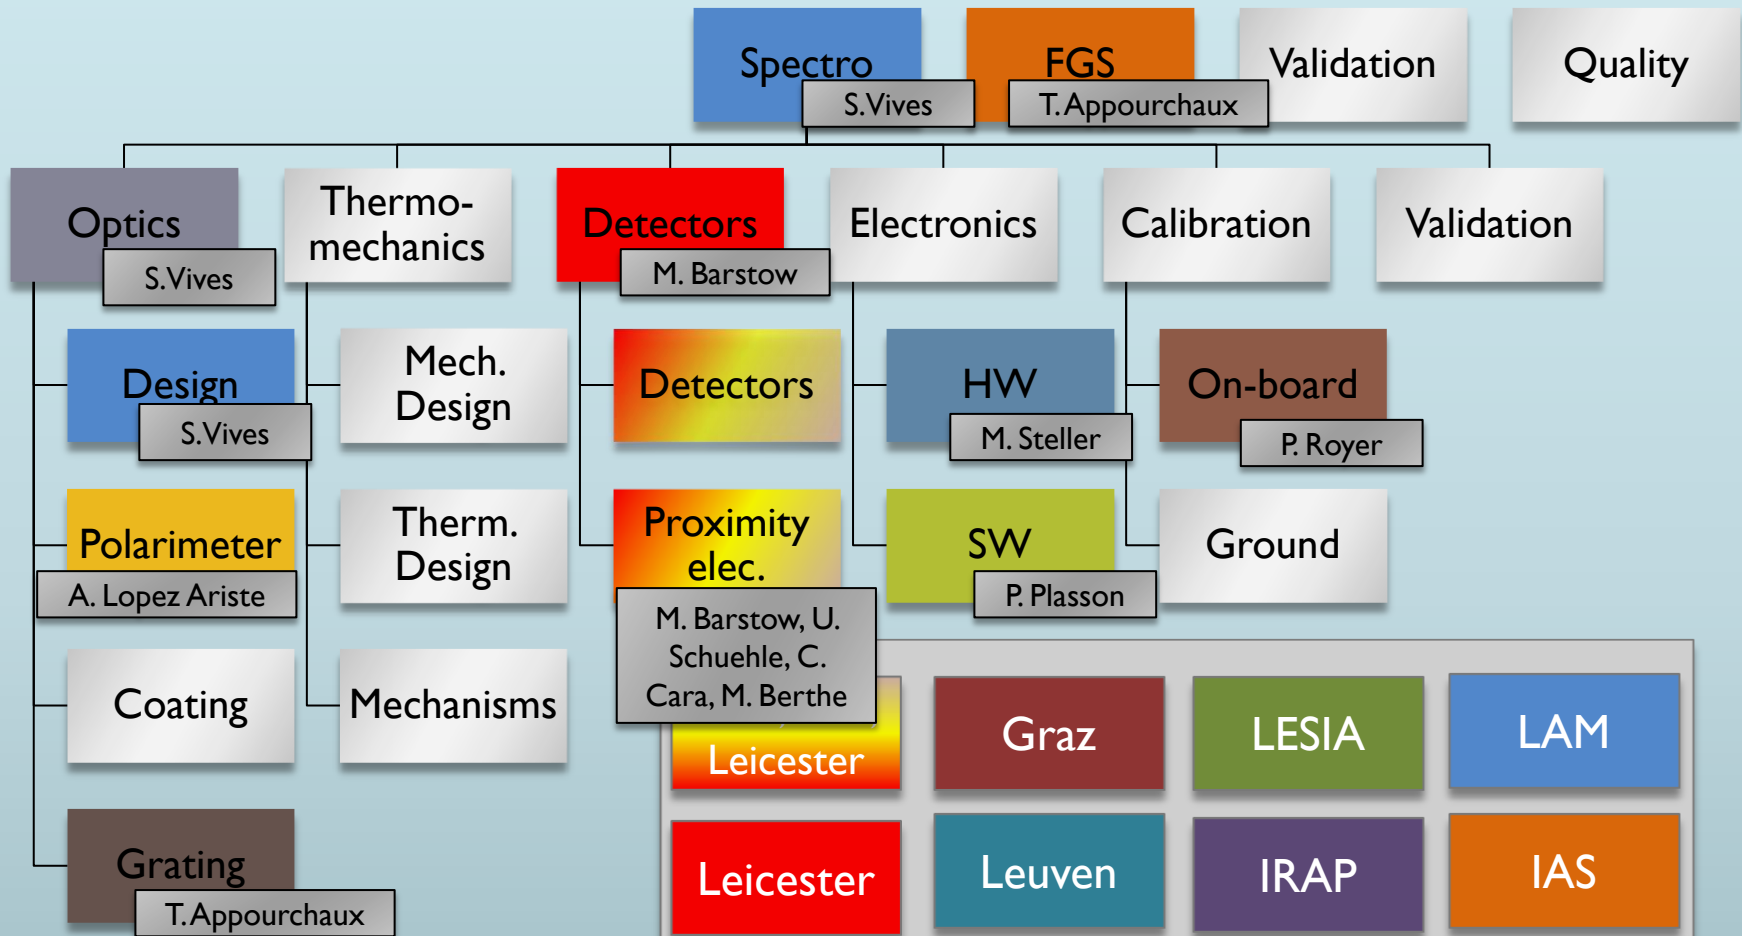 Spectro
S. Vives
FGS
T. Appourchaux
Validation
Quality
Optics
S. Vives
Thermo-
mechanics
Detectors
M. Barstow
Electronics
Calibration
Validation
Design
S. Vives
Mech.
Design
Detectors
HW
M. Steller
On-board
P. Royer
Polarimeter
A. Lopez Ariste
Therm.
Design
Proximity
elec.
M. Barstow, U.
Schuehle, C.
Cara, M. Berthe
SW
P. Plasson
Ground
Coating
Mechanisms
Grating
T. Appourchaux
Leicester
Graz
LESIA
LAM
Leicester
Leuven
IRAP
IAS